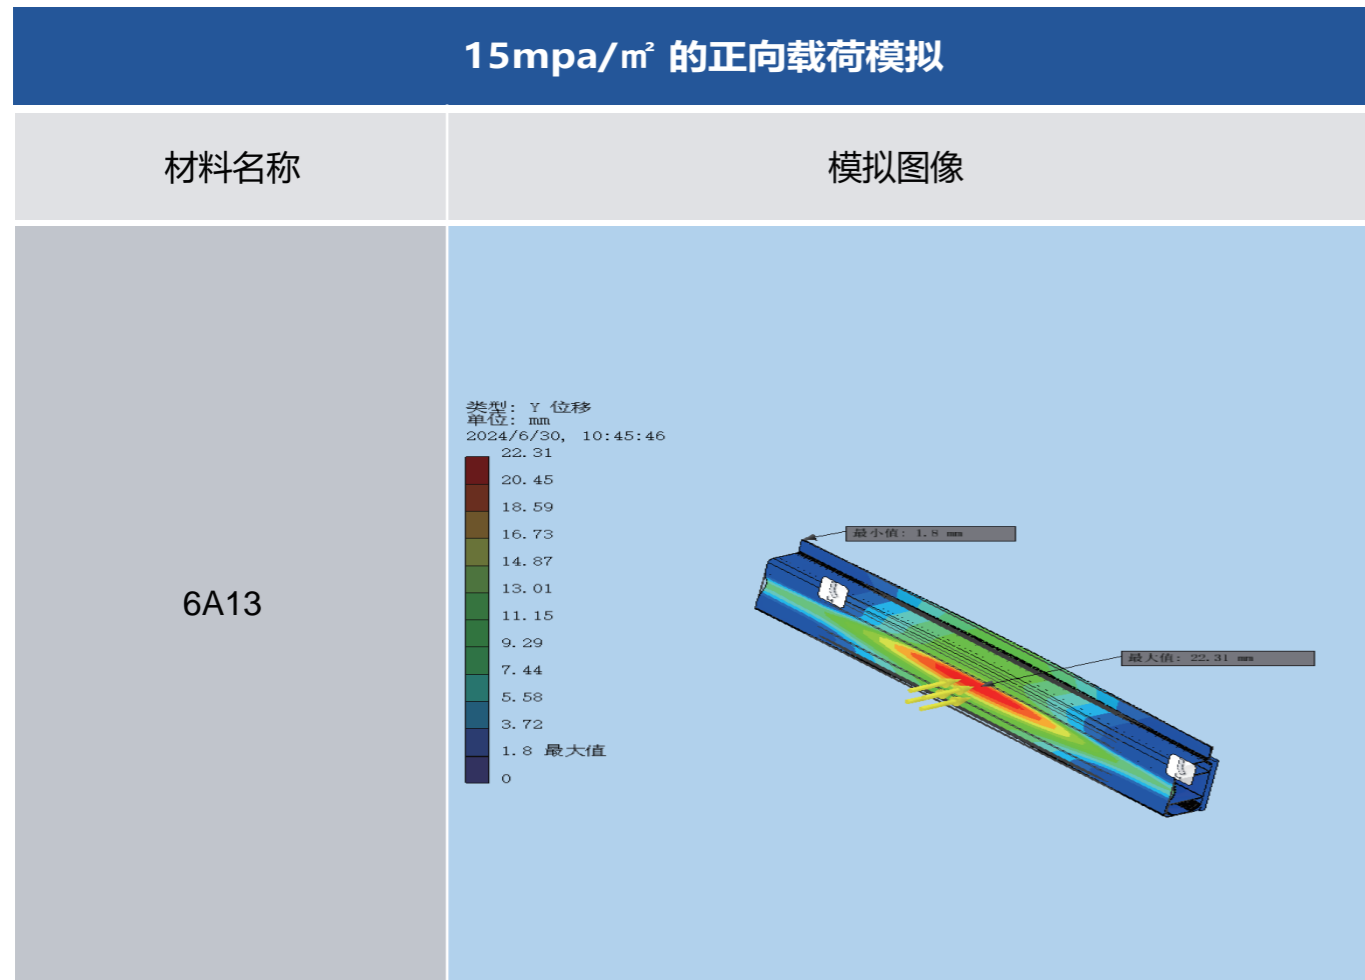 15mpa/㎡ 的正向载荷模拟
材料名称
模拟图像
6A13
类型: Y 位移
单位: mm
2024/6/30, 10:45:46
22.31
20.45
18.59
16.73
14.87
13.01
11.15
9.29
7.44
5.58
3.72
1.8 最大值
0
最小值: 1.8 mm
最大值: 22.31 mm